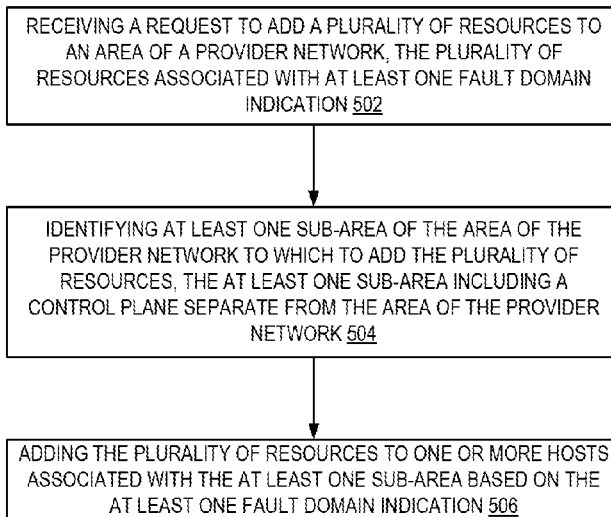 RECEIVING A REQUEST TO ADD A PLURALITY OF RESOURCES TO
AN AREA OF A PROVIDER NETWORK, THE PLURALITY OF
RESOURCES ASSOCIATED WITH AT LEAST ONE FAULT DOMAIN
INDICATION 502
IDENTIFYING AT LEAST ONE SUB-AREA OF THE AREA OF THE
PROVIDER NETWORK TO WHICH TO ADD THE PLURALITY OF
RESOURCES, THE AT LEAST ONE SUB-AREA INCLUDING A
CONTROL PLANE SEPARATE FROM THE AREA OF THE PROVIDER
NETWORK 504
ADDING THE PLURALITY OF RESOURCES TO ONE OR MORE HOSTS
ASSOCIATED WITH THE AT LEAST ONE SUB-AREA BASED ON THE
AT LEAST ONE FAULT DOMAIN INDICATION 506